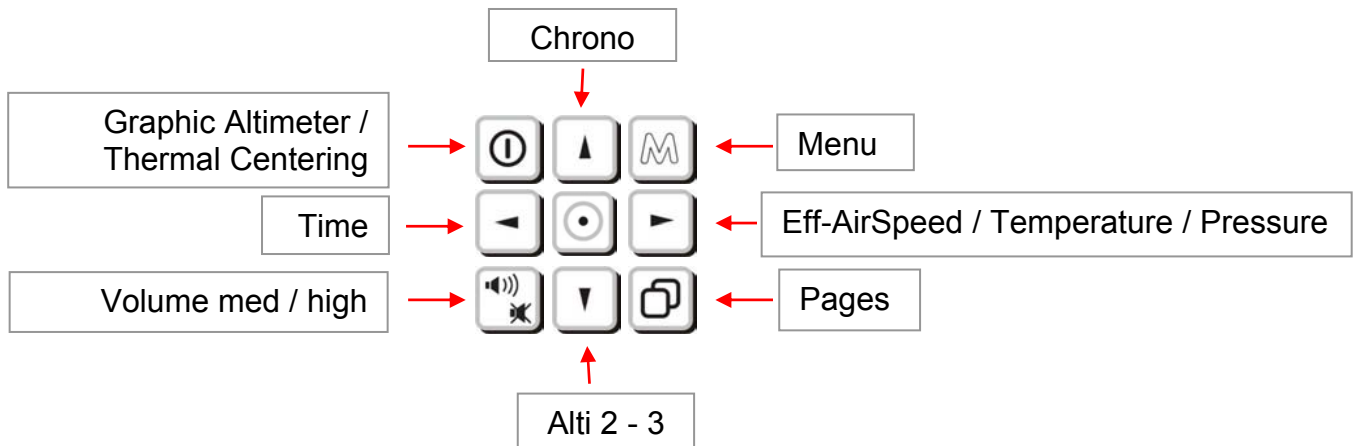 Chrono
Graphic Altimeter /
Thermal Centering
M
Menu
Time
Eff-AirSpeed / Temperature / Pressure
Volume med / high
Pages
Alti 2 - 3